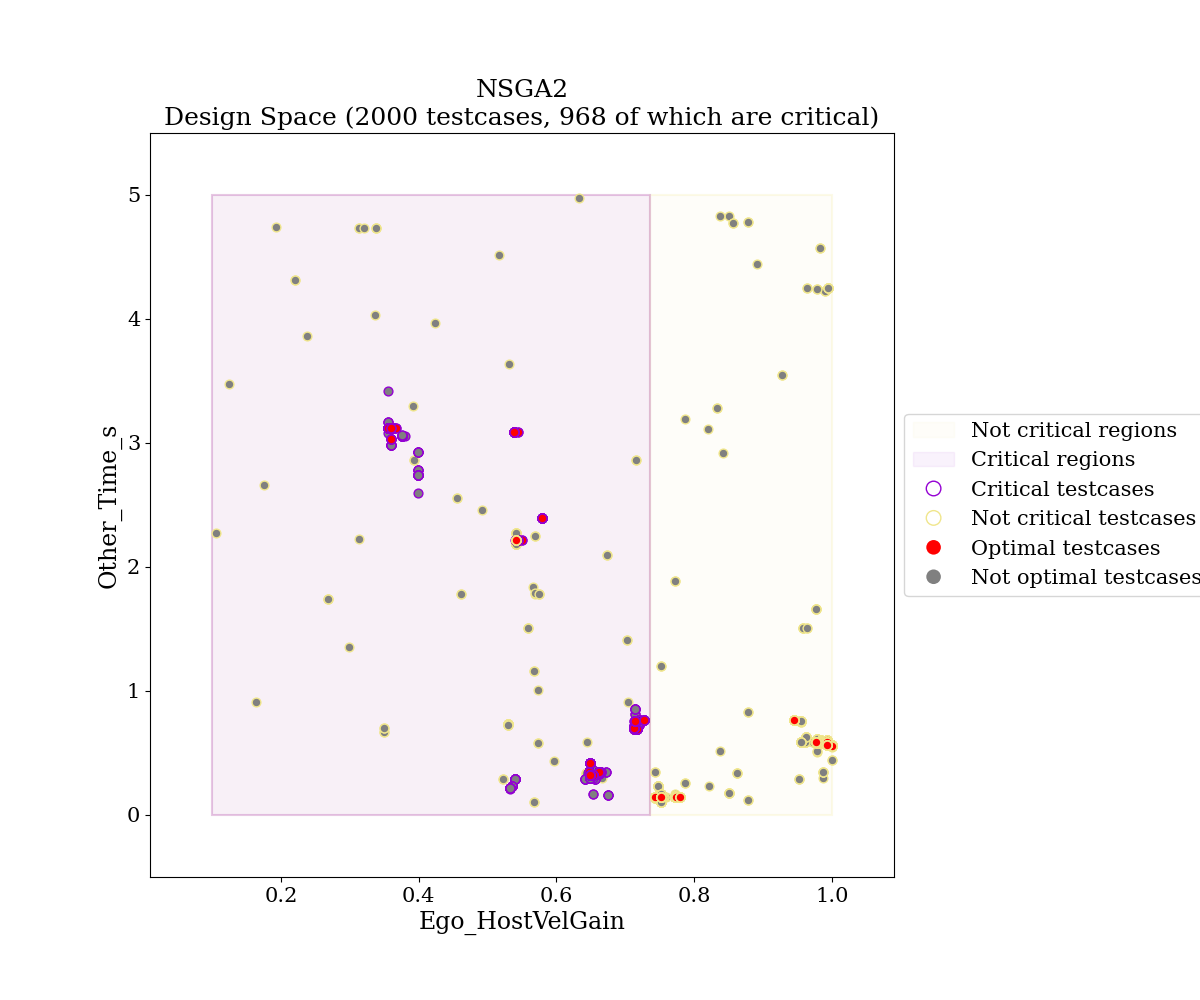 NSGA2
Design Space (2000 testcases, 968 of which are critical)
Other_Time_s
5
4
3
2
1
0
0.2
0.4
0.6
0.8
1.0
Ego_HostVelGain
Not critical regions
Critical regions
Critical testcases
Not critical testcases
Optimal testcases
Not optimal testcases